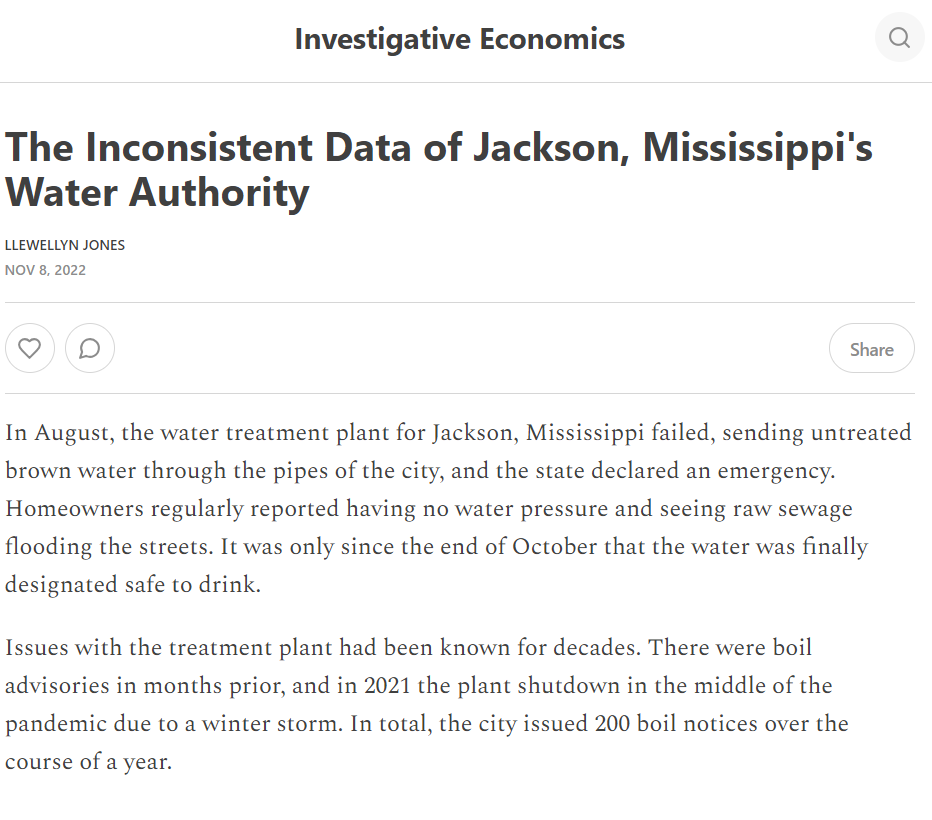 Investigative Economics
The Inconsistent Data of Jackson, Mississippi's
Water Authority
LLEWELLYN JONES
NOV 8, 2022
Share
In August, the water treatment plant for Jackson, Mississippi failed, sending untreated
brown water through the pipes of the city, and the state declared an emergency.
Homeowners regularly reported having no water pressure and seeing raw sewage
flooding the streets. It was only since the end of October that the water was finally
designated safe to drink.
Issues with the treatment plant had been known for decades. There were boil
advisories in months prior, and in 2021 the plant shutdown in the middle of the
pandemic due to a winter storm. In total, the city issued 200 boil notices over the
course of a year.